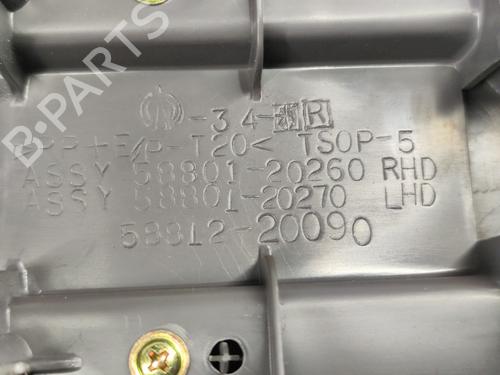 -34- R
>PP+E/P-T20< TSOP-5
ASSY 58801-20260 RHD
ASSY 58801-20270 LHD
58812-20090
B-PARTS